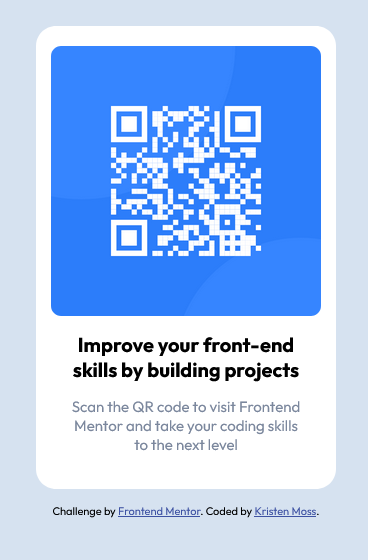 Improve your front-end
skills by building projects
Scan the QR code to visit Frontend
Mentor and take your coding skills
to the next level
Challenge by Frontend Mentor. Coded by Kristen Moss.